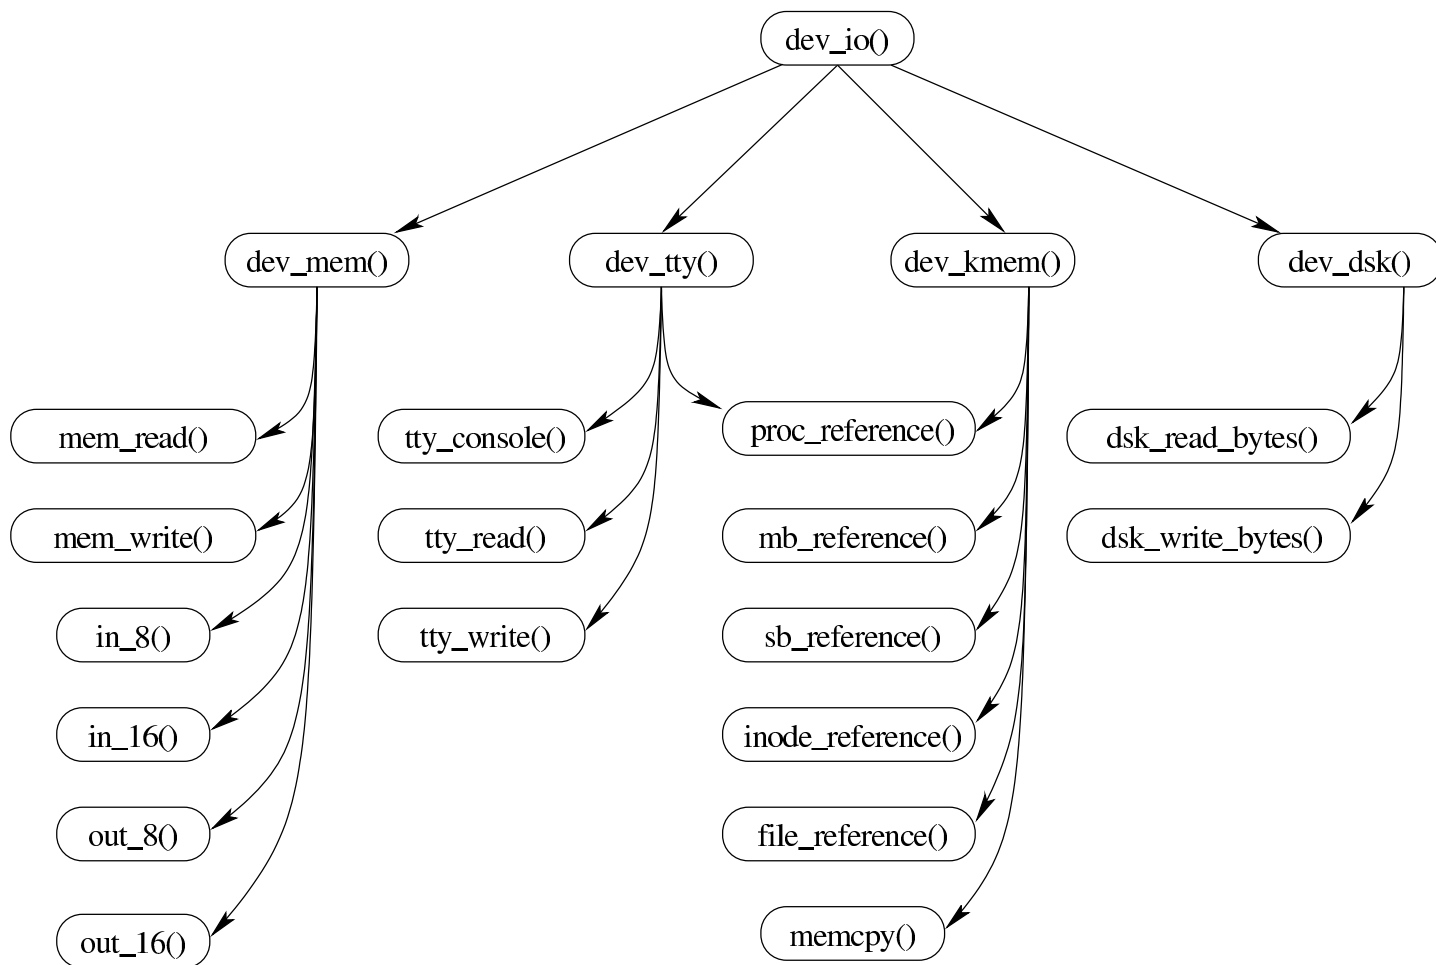 dev_io()
dev_mem()
dev_tty()
dev_kmem()
dev_dsk()
mem_read()
tty_console()
proc_reference()
dsk_read_bytes()
mem_write()
tty_read()
mb_reference()
dsk_write_bytes()
in_8()
tty_write()
sb_reference()
in_16()
inode_reference()
out_8()
file_reference()
out_16()
memcpy()